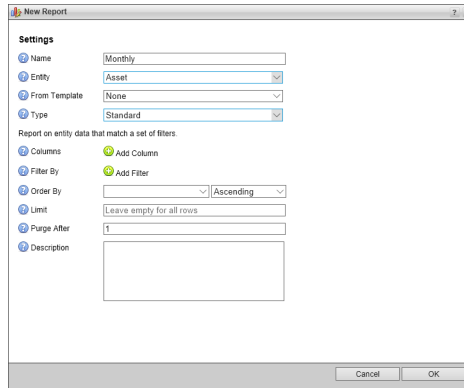 New Report ?
Settings
? Name Monthly
? Entity Asset
? From Template None
? Type Standard
Report on entity data that match a set of filters.
? Columns Add Column
? Filter By Add Filter
? Order By Ascending
? Limit Leave empty for all rows
? Purge After 1
? Description
Cancel OK